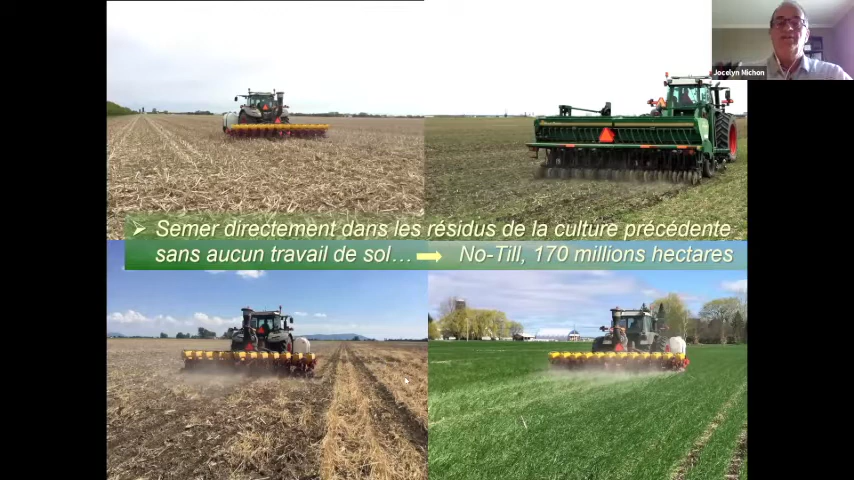 Jocelyn Michon
➢ Semer directement dans les résidus de la culture précédente
sans aucun travail de sol… No-Till, 170 millions hectares